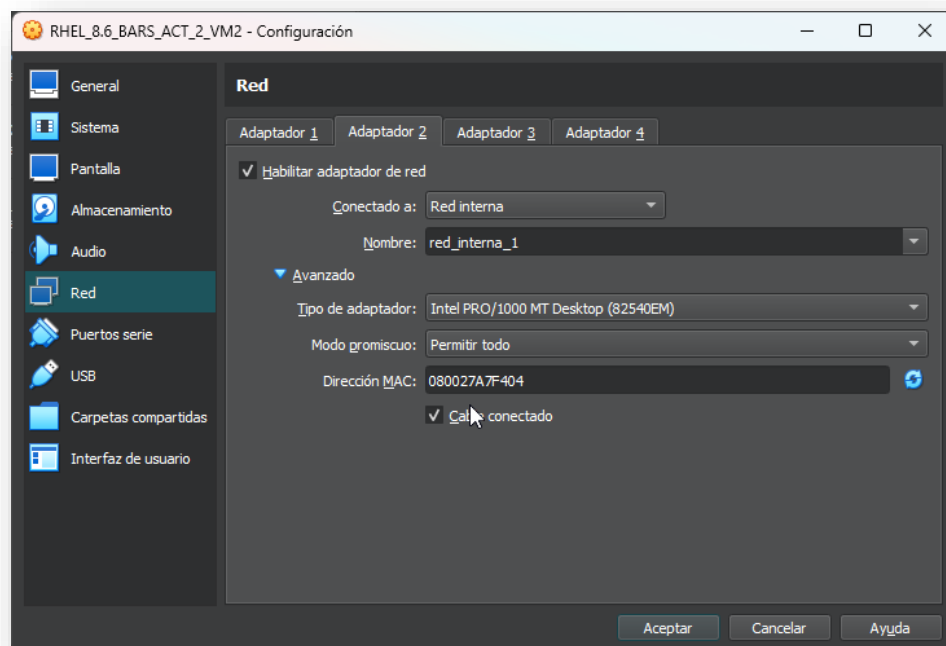 RHEL_8.6_BARS_ACT_2_VM2 - Configuración
General
Sistema
Pantalla
Almacenamiento
Audio
Red
Puertos serie
USB
Carpetas compartidas
Interfaz de usuario
Red
Adaptador 1 Adaptador 2 Adaptador 3 Adaptador 4
Habilitar adaptador de red
Conectado a: Red interna
Nombre: red_interna_1
Avanzado
Tipo de adaptador: Intel PRO/1000 MT Desktop (82540EM)
Modo promiscuo: Permitir todo
Dirección MAC: 080027A7F404
Cable conectado
Aceptar Cancelar Ayuda